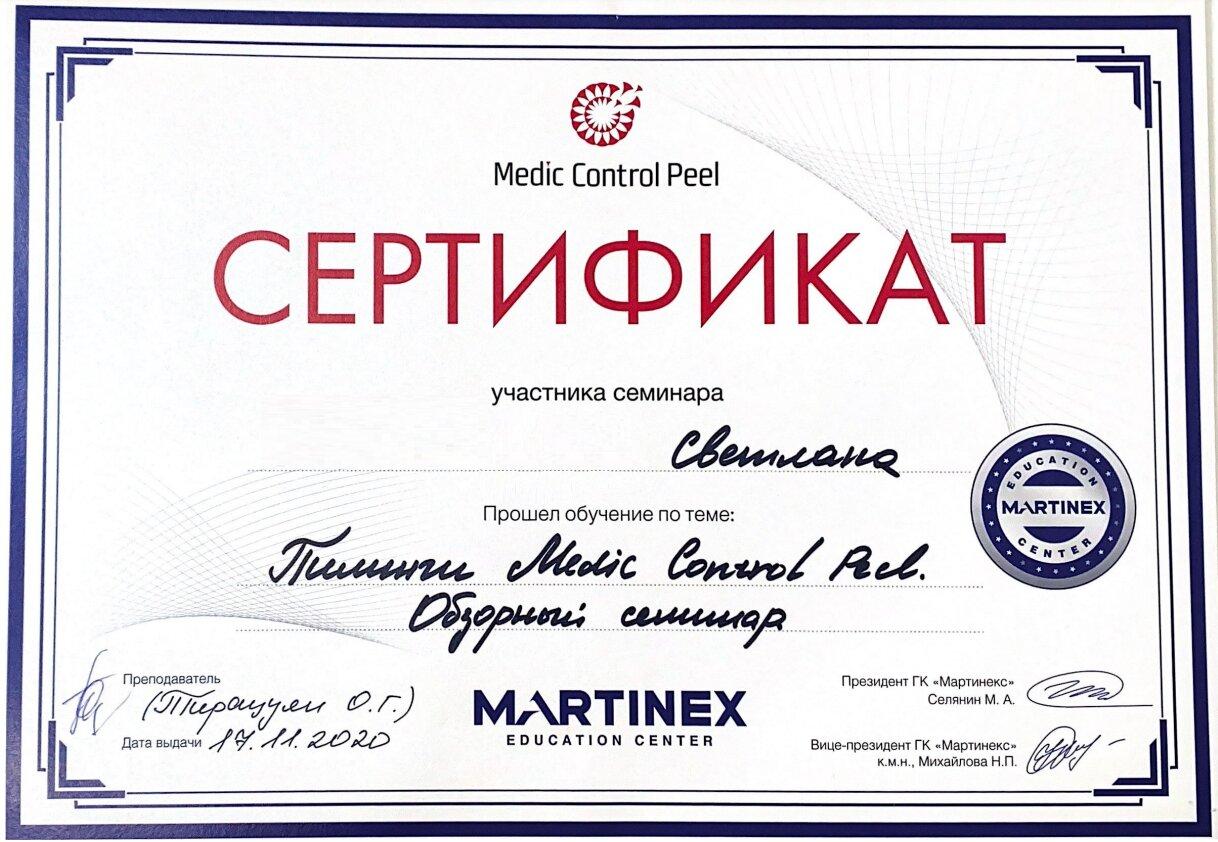 Medic Control Peel
СЕРТИФИКАТ
участника семинара
Светлана
EDUCATION
MARTINEX
CENTER
Прошел обучение по теме:
Пилинги Medic Control Peel.
Обзорный семинар
Преподаватель
О.Г.)
Дата выдачи 17.11.2020
MARTINEX
EDUCATION CENTER
Президент ГК «Мартинекс»
Селянин М. А.
Вице-президент ГК «Мартинекс»
к.м.н., Михайлова Н.П.